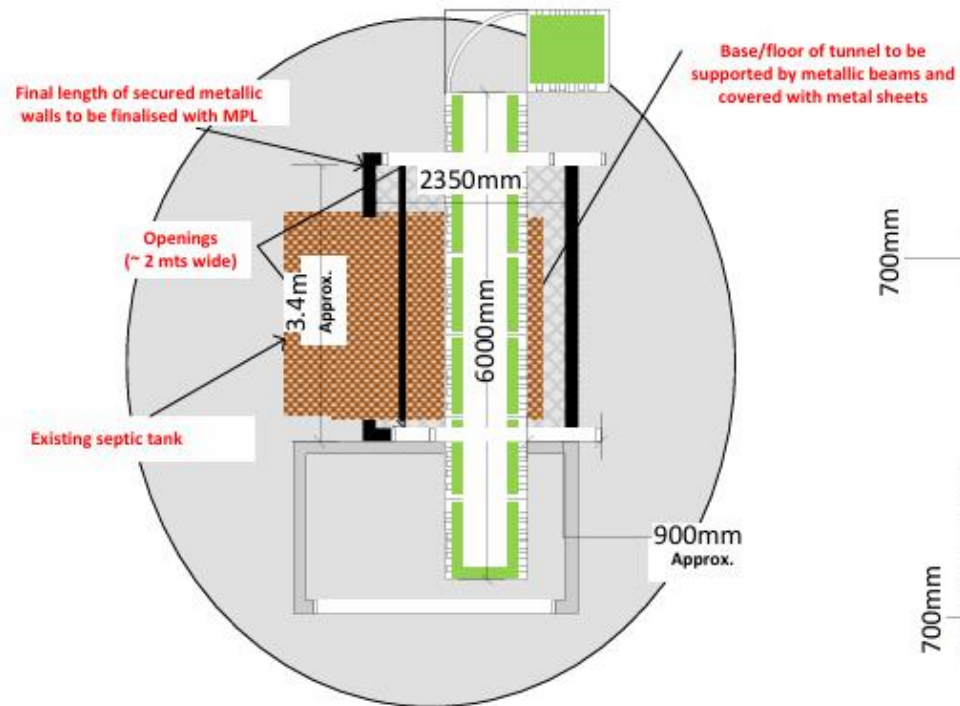 Base/floor of tunnel to be
supported by metallic beams and
covered with metal sheets
Final length of secured metallic
walls to be finalised with MPL
2350mm
Openings
(~ 2 mts wide)
3.4m
Approx.
6000mm
700mm
Existing septic tank
900mm
Approx.
700mm